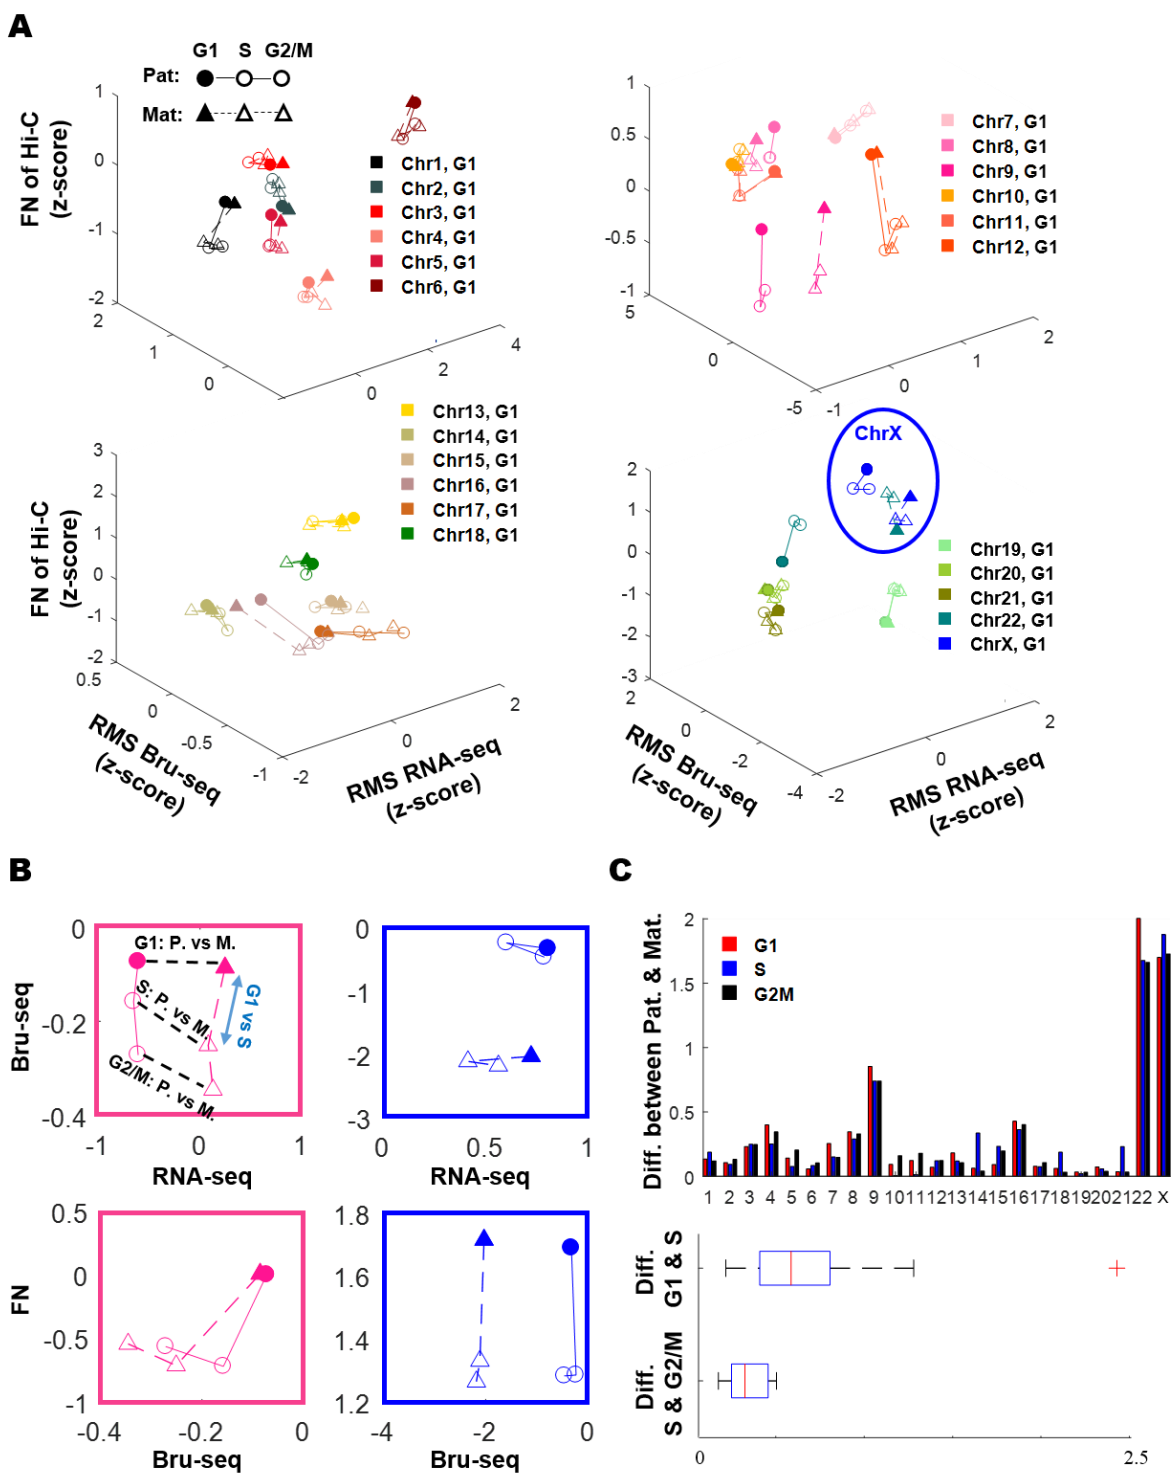 A
G1 S G2/M
Pat:
Mat:
FN of Hi-C
(z-score)
1
0
-1
-2
2
1
0
0
2
4
Chr1, G1
Chr2, G1
Chr3, G1
Chr4, G1
Chr5, G1
Chr6, G1
1
0.5
0
-0.5
-1
5
0
-5
-1
0
1
2
Chr7, G1
Chr8, G1
Chr9, G1
Chr10, G1
Chr11, G1
Chr12, G1
FN of Hi-C
(z-score)
3
2
1
0
-1
-2
0.5
0
-0.5
-1
-2
0
2
Chr13, G1
Chr14, G1
Chr15, G1
Chr16, G1
Chr17, G1
Chr18, G1
RMS Bru-seq
(z-score)
RMS RNA-seq
(z-score)
ChrX
2
1
0
-1
-2
-3
2
0
-2
-4
-2
0
2
Chr19, G1
Chr20, G1
Chr21, G1
Chr22, G1
ChrX, G1
RMS Bru-seq
(z-score)
RMS RNA-seq
(z-score)
B
Bru-seq
0
-0.2
-0.4
-1 0 1
RNA-seq
G1: P. vs M.
S: P. vs M.
G2/M: P. vs M.
G1 vs S
0
-1
-2
-3
0 0.5 1
RNA-seq
FN
0.5
0
-0.5
-1
-0.4 -0.2 0
Bru-seq
1.8
1.6
1.4
1.2
-4 -2 0
Bru-seq
C
Diff. between Pat. & Mat.
2
1.5
1
0.5
0
G1
S
G2M
1 2 3 4 5 6 7 8 9 10 11 12 13 14 15 16 17 18 19 20 21 22 X
Diff.
G1 & S
Diff.
S & G2/M
0 2.5